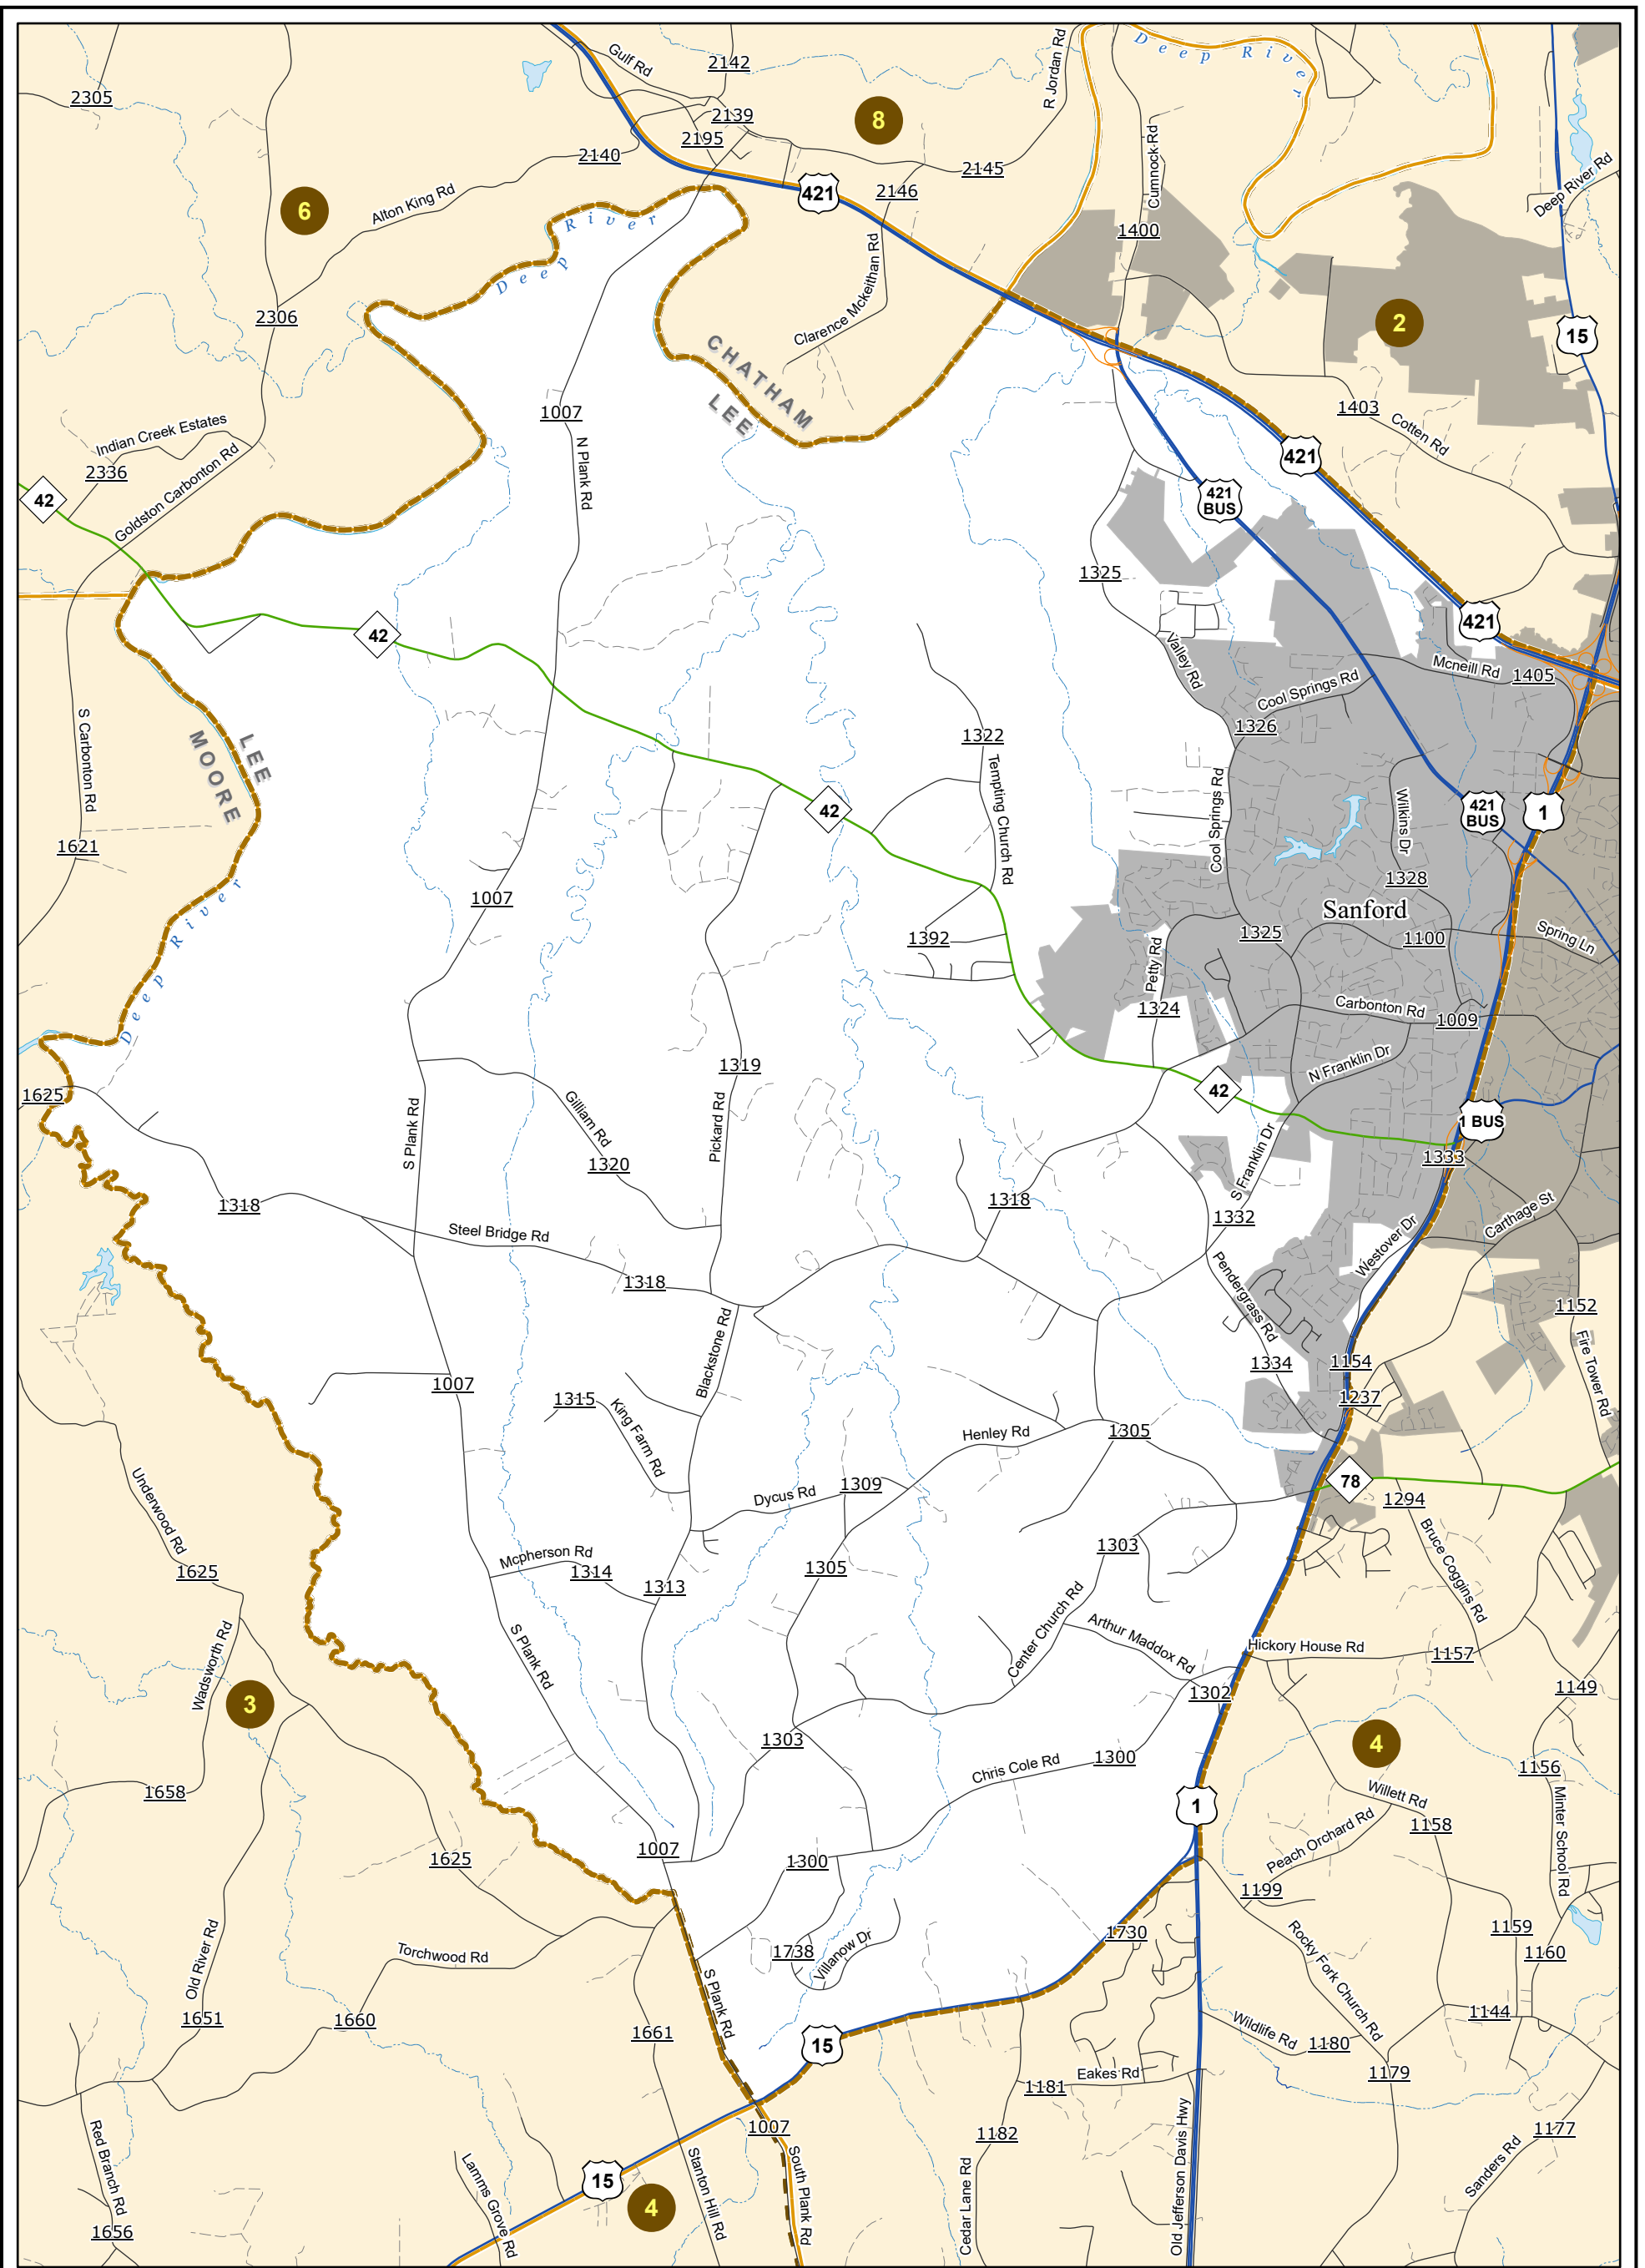 Gulf Rd
2142
R Jordan Rd
Deep River
2305
2139
8
2195
2140
2145
Cumnock Rd
Deep River Rd
421
2146
6
Alton King Rd
Deep River
1400
Clarence Mckeithan Rd
2306
2
15
CHATHAM
LEE
1007
1403
Cotten Rd
Indian Creek Estates
2336
N Plank Rd
421
42
Goldston Carbonton Rd
421
BUS
1325
42
421
Valley Rd
Mcneill Rd
1405
Cool Springs Rd
S Carbonton Rd
LEE
MOORE
1322
1326
Tempting Church Rd
42
Cool Springs Rd
Wilkins Dr
421
BUS
1
1621
1328
1007
Sanford
Deep River
1392
1325
1100
Spring Ln
Petty Rd
1324
Carbonton Rd
1009
1319
N Franklin Dr
1625
42
Gilliam Rd
Pickard Rd
S Plank Rd
1 BUS
1320
S Franklin Dr
1333
1318
1318
1332
Carthage St
Steel Bridge Rd
Westover Dr
1318
Pendergrass Rd
1152
Blackstone Rd
Fire Tower Rd
1334
1154
1007
1315
1237
King Farm Rd
Henley Rd
1305
Underwood Rd
Dycus Rd
1309
78
1294
Bruce Coggins Rd
Mcpherson Rd
1303
1625
1314
1313
1305
Center Church Rd
Arthur Maddox Rd
Wadsworth Rd
S Plank Rd
Hickory House Rd
1157
3
1302
1149
1303
4
Chris Cole Rd
1300
1156
1658
Willett Rd
1
1158
Minter School Rd
Peach Orchard Rd
1625
1007
1300
1199
Old River Rd
Torchwood Rd
1738
Villanow Dr
1730
Rocky Fork Church Rd
1159
1160
S Plank Rd
1651
1660
1661
15
Wildlife Rd
1180
1144
1181
Eakes Rd
1179
Red Branch Rd
1007
1182
Old Jefferson Davis Hwy
1177
Lamms Grove Rd
15
4
Stanton Hill Rd
South Plank Rd
Cedar Lane Rd
Sanders Rd
1656